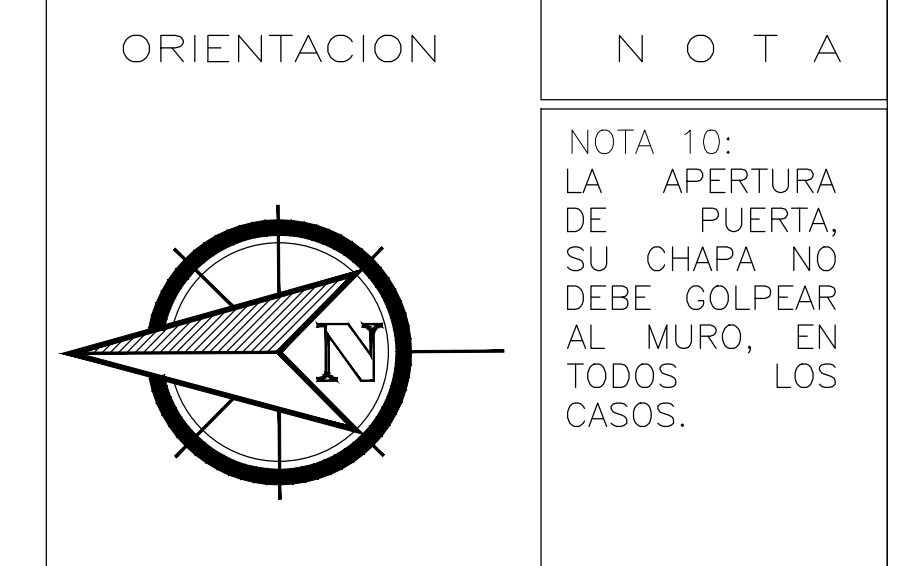 ORIENTACION
N
N O T A
NOTA 10:
LA APERTURA
DE PUERTA,
SU CHAPA NO
DEBE GOLPEAR
AL MURO, EN
TODOS LOS
CASOS.